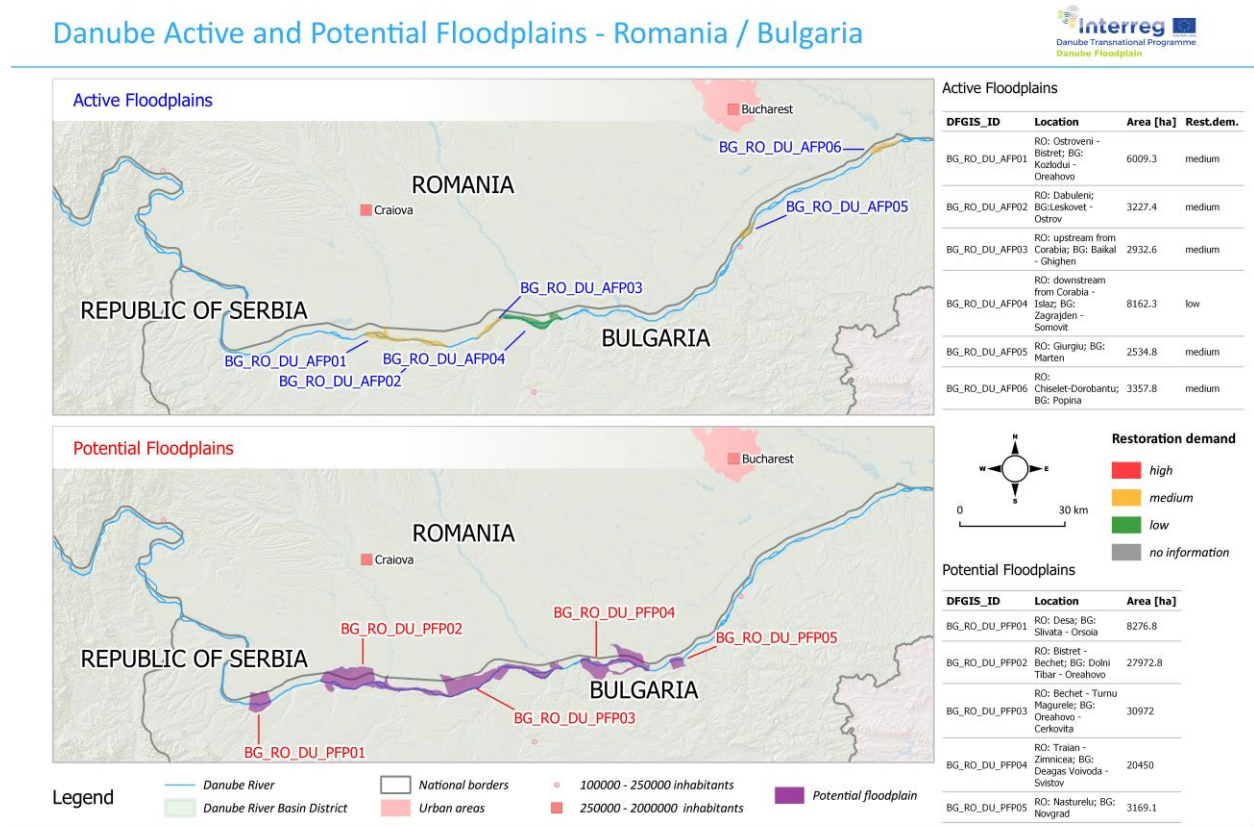 Danube Active and Potential Floodplains - Romania / Bulgaria
Interreg
Danube Transnational Programme
Danube Floodplain
Active Floodplains
Bucharest
BG_RO_DU_AFP06
ROMANIA
Craiova
BG_RO_DU_AFP05
BG_RO_DU_AFP03
REPUBLIC OF SERBIA
BULGARIA
BG_RO_DU_AFP01
BG_RO_DU_AFP04
BG_RO_DU_AFP02
Active Floodplains
DFGIS_ID Location Area [ha] Rest.dem.
RO: Ostroveni -
Bistret; BG:
BG_RO_DU_AFP01 6009.3 medium
Kozlodui -
Oreahovo
RO: Dabuleni;
BG_RO_DU_AFP02 BG:Leskovet - 3227.4 medium
Ostrov
RO: upstream from
BG_RO_DU_AFP03 Corabia; BG: Baikal 2932.6 medium
- Ghighen
RO: downstream
from Corabia -
BG_RO_DU_AFP04 Islaz; BG: 8162.3 low
Zagrajden -
Somovit
BG_RO_DU_AFP05 RO: Giurgiu; BG: 2534.8 medium
Marten
RO:
BG_RO_DU_AFP06 Chiselet-Dorobantu; 3357.8 medium
BG: Popina
N
W E
S
0 30 km
Restoration demand
high
medium
low
no information
Potential Floodplains
Bucharest
ROMANIA
Craiova
BG_RO_DU_PFP04
BG_RO_DU_PFP02
BG_RO_DU_PFP05
REPUBLIC OF SERBIA
BULGARIA
BG_RO_DU_PFP03
BG_RO_DU_PFP01
Potential Floodplains
DFGIS_ID Location Area [ha]
BG_RO_DU_PFP01 RO: Desa; BG: 8276.8
Slivata - Orsoia
RO: Bistret -
BG_RO_DU_PFP02 Bechet; BG: Dolni 27972.8
Tibar - Oreahovo
RO: Bechet - Turnu
Magurele; BG:
BG_RO_DU_PFP03 30972
Oreahovo -
Cerkovita
RO: Traian -
Zimnicea; BG:
BG_RO_DU_PFP04 20450
Deagas Voivoda -
Svistov
BG_RO_DU_PFP05 RO: Nasturelu; BG: 3169.1
Novgrad
Legend
Danube River
Danube River Basin District
National borders
Urban areas
100000 - 250000 inhabitants
250000 - 2000000 inhabitants
Potential floodplain